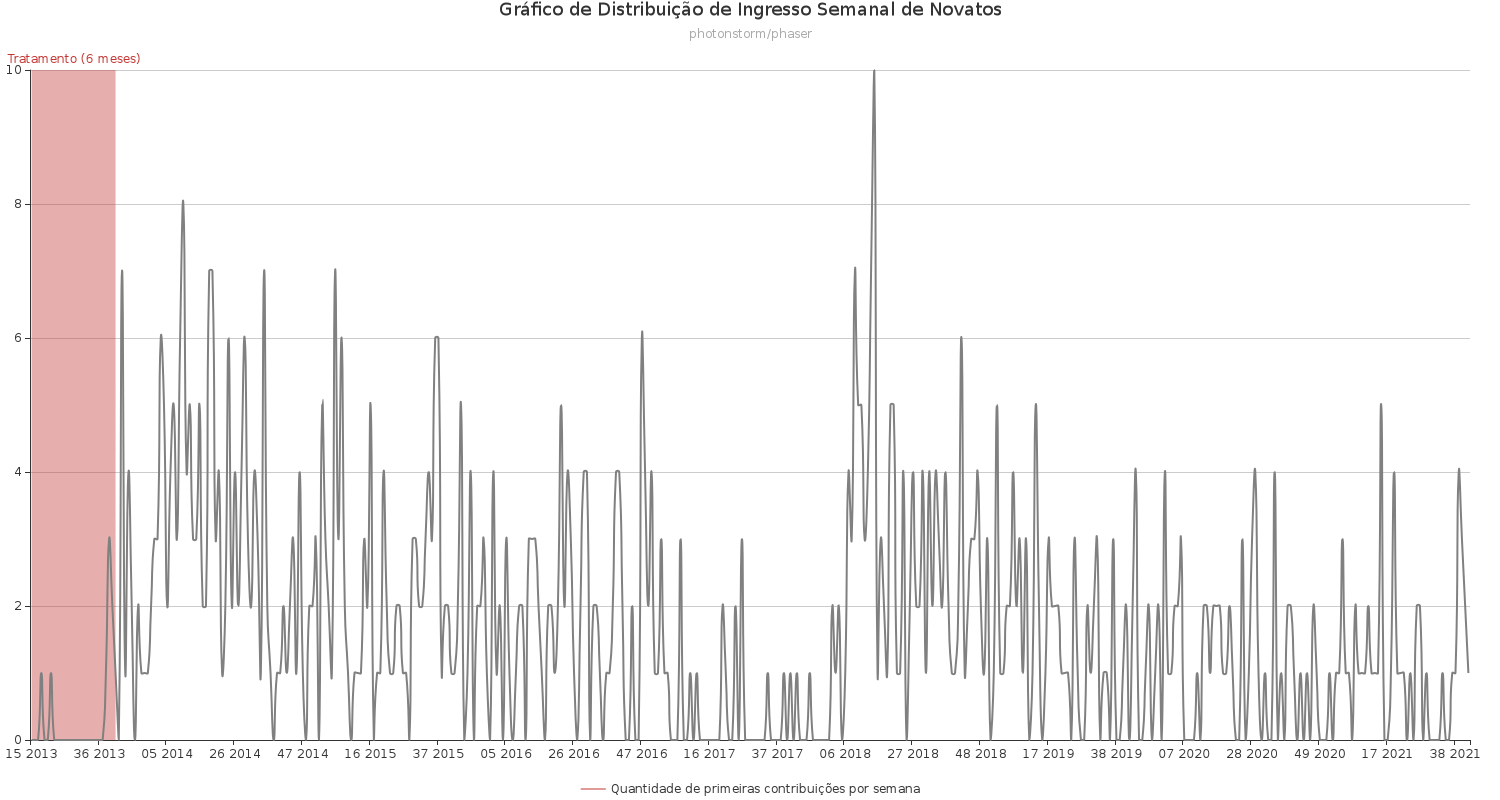 Gráfico de Distribuição de Ingresso Semanal de Novatos
photonstorm/phaser
Tratamento (6 meses)
10
8
6
4
2
0
15 2013 36 2013 05 2014 26 2014 47 2014 16 2015 37 2015 05 2016 26 2016 47 2016 16 2017 37 2017 06 2018 27 2018 48 2018 17 2019 38 2019 07 2020 28 2020 49 2020 17 2021 38 2021
Quantidade de primeiras contribuições por semana